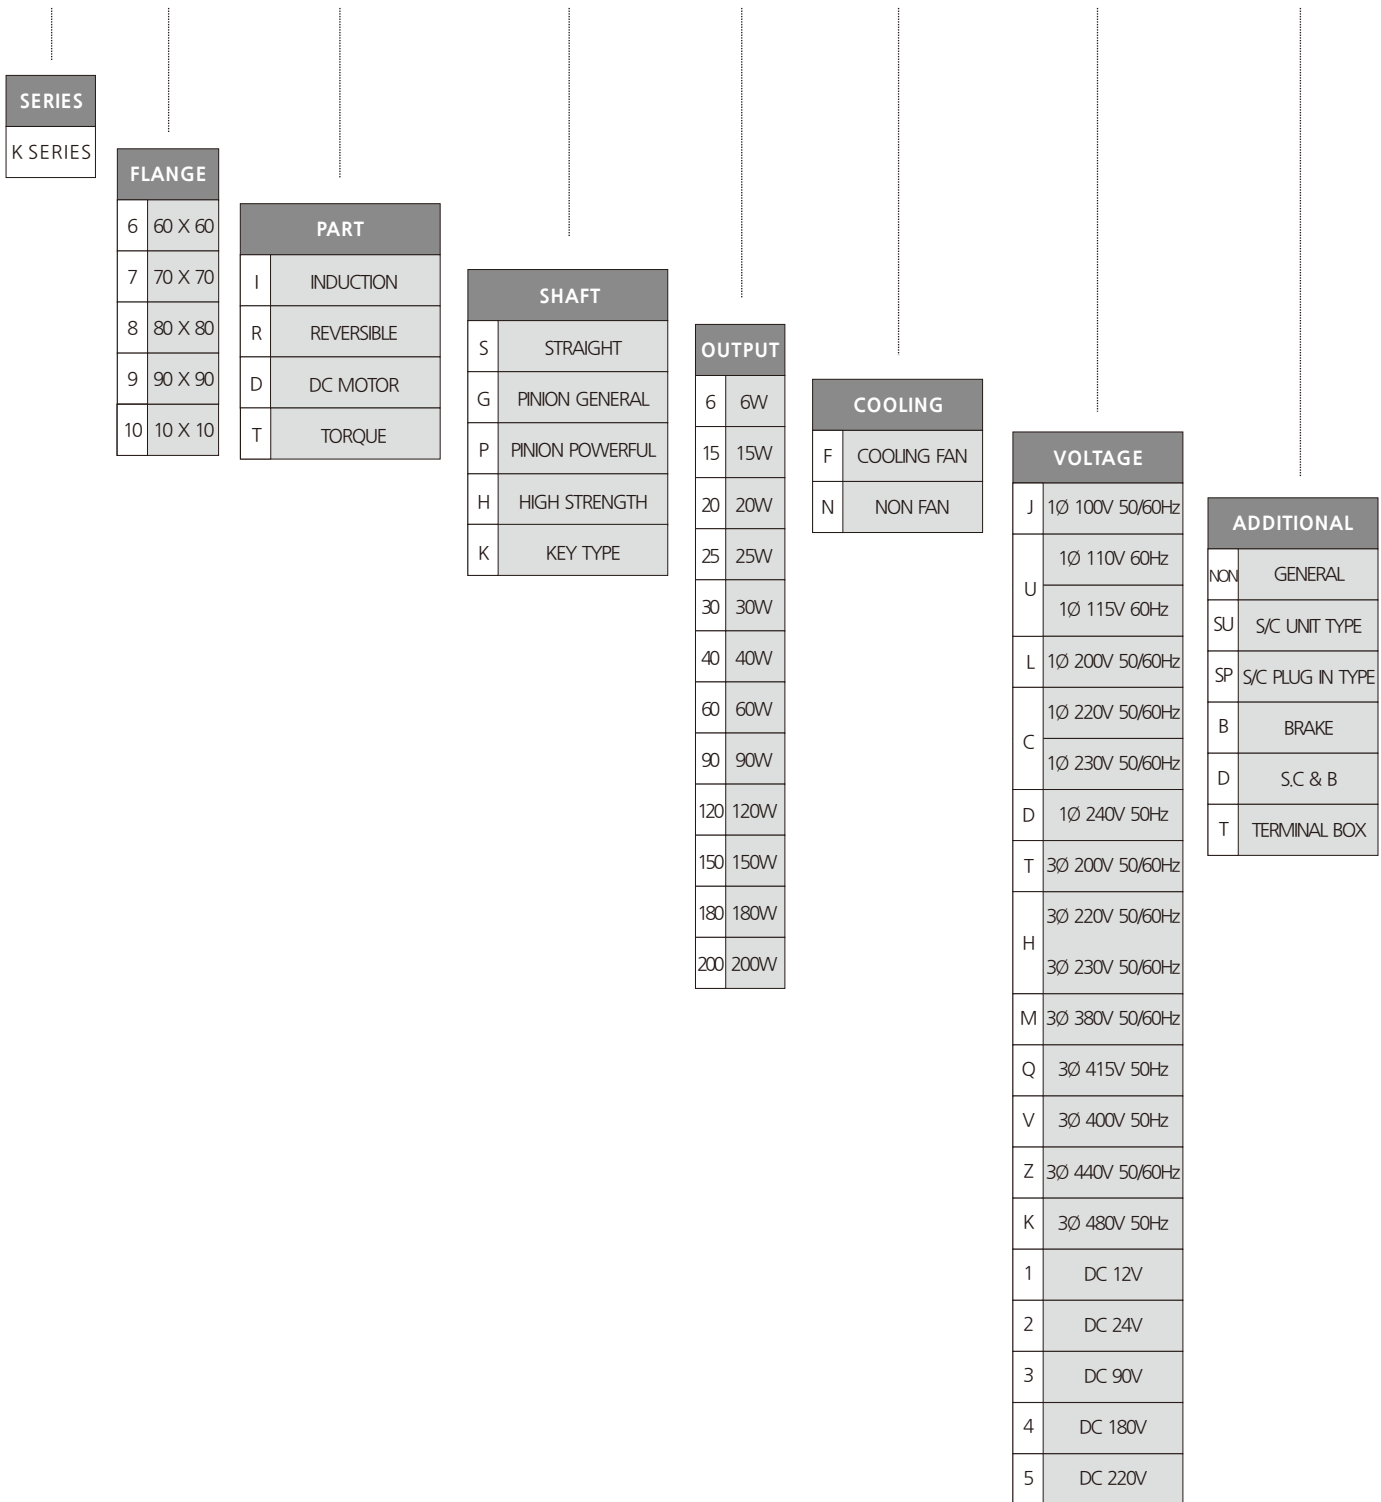 SERIES
K SERIES
FLANGE
6 60 X 60
7 70 X 70
8 80 X 80
9 90 X 90
10 10 X 10
PART
I INDUCTION
R REVERSIBLE
D DC MOTOR
T TORQUE
SHAFT
S STRAIGHT
G PINION GENERAL
P PINION POWERFUL
H HIGH STRENGTH
K KEY TYPE
OUTPUT
6 6W
15 15W
20 20W
25 25W
30 30W
40 40W
60 60W
90 90W
120 120W
150 150W
180 180W
200 200W
COOLING
F COOLING FAN
N NON FAN
VOLTAGE
J 1Ø 100V 50/60Hz
U 1Ø 110V 60Hz
1Ø 115V 60Hz
L 1Ø 200V 50/60Hz
C 1Ø 220V 50/60Hz
1Ø 230V 50/60Hz
D 1Ø 240V 50Hz
T 3Ø 200V 50/60Hz
H 3Ø 220V 50/60Hz
3Ø 230V 50/60Hz
M 3Ø 380V 50/60Hz
Q 3Ø 415V 50Hz
V 3Ø 400V 50Hz
Z 3Ø 440V 50/60Hz
K 3Ø 480V 50Hz
1 DC 12V
2 DC 24V
3 DC 90V
4 DC 180V
5 DC 220V
ADDITIONAL
NON GENERAL
SU S/C UNIT TYPE
SP S/C PLUG IN TYPE
B BRAKE
D S.C & B
T TERMINAL BOX